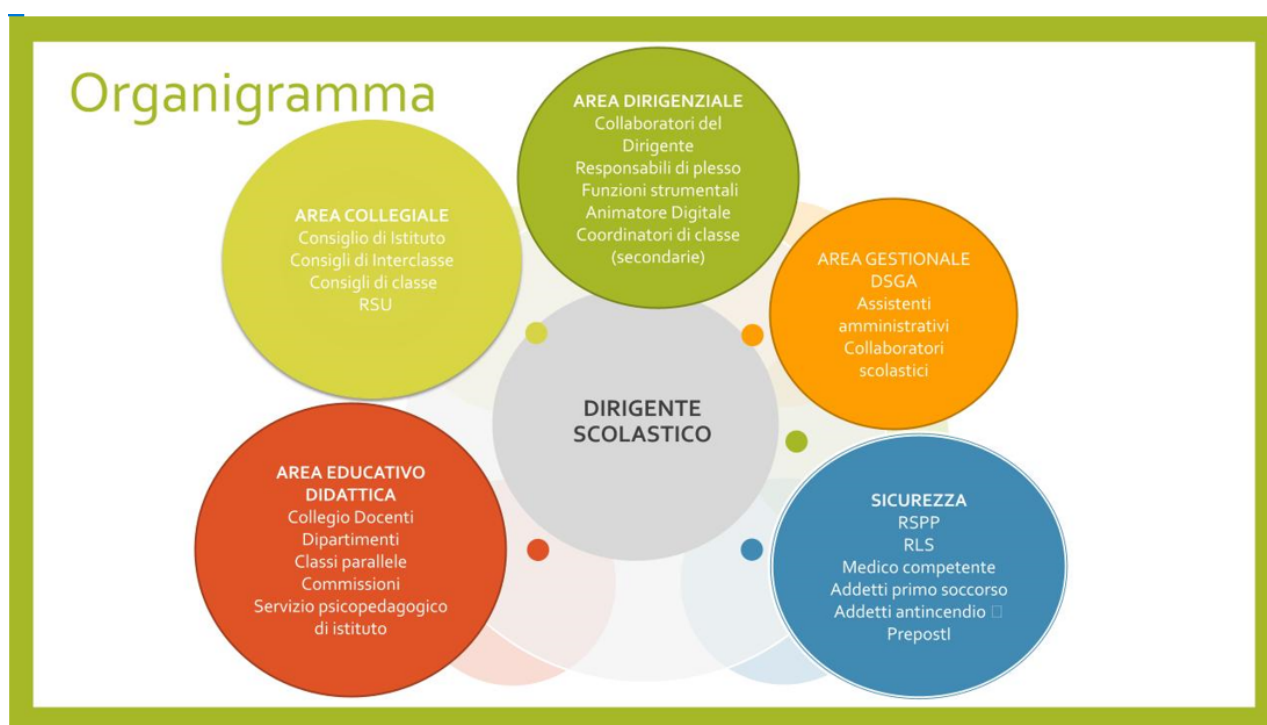 Organigramma
AREA DIRIGENZIALE
Collaboratori del
Dirigente
Responsabili di plesso
Funzioni strumentali
Animatore Digitale
Coordinatori di classe
(secondarie)
AREA COLLEGIALE
Consiglio di Istituto
Consigli di Interclasse
Consigli di classe
RSU
AREA GESTIONALE
DSGA
Assistenti
amministrativi
Collaboratori
scolastici
DIRIGENTE
SCOLASTICO
AREA EDUCATIVO
DIDATTICA
Collegio Docenti
Dipartimenti
Classi parallele
Commissioni
Servizio psicopedagogico
di istituto
SICUREZZA
RSPP
RLS
Medico competente
Addetti primo soccorso
Addetti antincendio
PrepostI